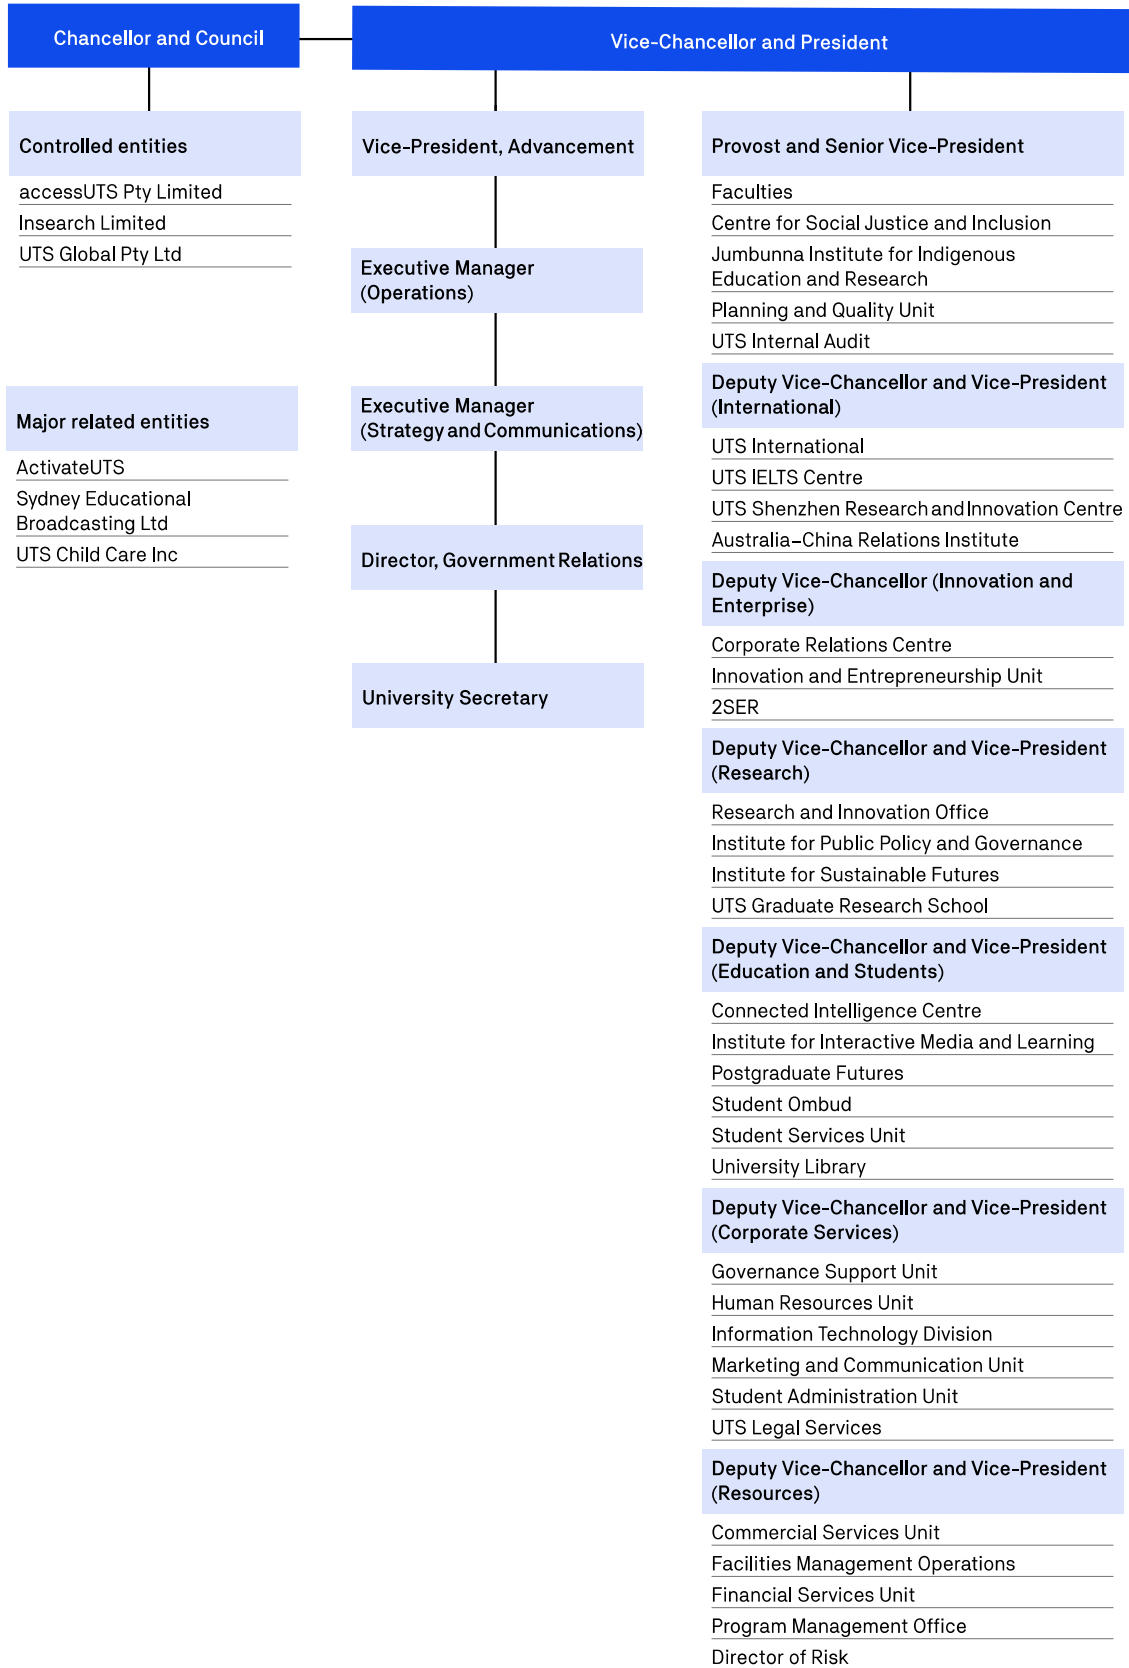 Chancellor and Council
Vice-Chancellor and President
Controlled entities
accessUTS Pty Limited
Insearch Limited
UTS Global Pty Ltd
Major related entities
ActivateUTS
Sydney Educational
Broadcasting Ltd
UTS Child Care Inc
Vice-President, Advancement
Executive Manager
(Operations)
Executive Manager
(Strategy and Communications)
Director, Government Relations
University Secretary
Provost and Senior Vice-President
Faculties
Centre for Social Justice and Inclusion
Jumbunna Institute for Indigenous
Education and Research
Planning and Quality Unit
UTS Internal Audit
Deputy Vice-Chancellor and Vice-President
(International)
UTS International
UTS IELTS Centre
UTS Shenzhen Research and Innovation Centre
Australia–China Relations Institute
Deputy Vice-Chancellor (Innovation and
Enterprise)
Corporate Relations Centre
Innovation and Entrepreneurship Unit
2SER
Deputy Vice-Chancellor and Vice-President
(Research)
Research and Innovation Office
Institute for Public Policy and Governance
Institute for Sustainable Futures
UTS Graduate Research School
Deputy Vice-Chancellor and Vice-President
(Education and Students)
Connected Intelligence Centre
Institute for Interactive Media and Learning
Postgraduate Futures
Student Ombud
Student Services Unit
University Library
Deputy Vice-Chancellor and Vice-President
(Corporate Services)
Governance Support Unit
Human Resources Unit
Information Technology Division
Marketing and Communication Unit
Student Administration Unit
UTS Legal Services
Deputy Vice-Chancellor and Vice-President
(Resources)
Commercial Services Unit
Facilities Management Operations
Financial Services Unit
Program Management Office
Director of Risk